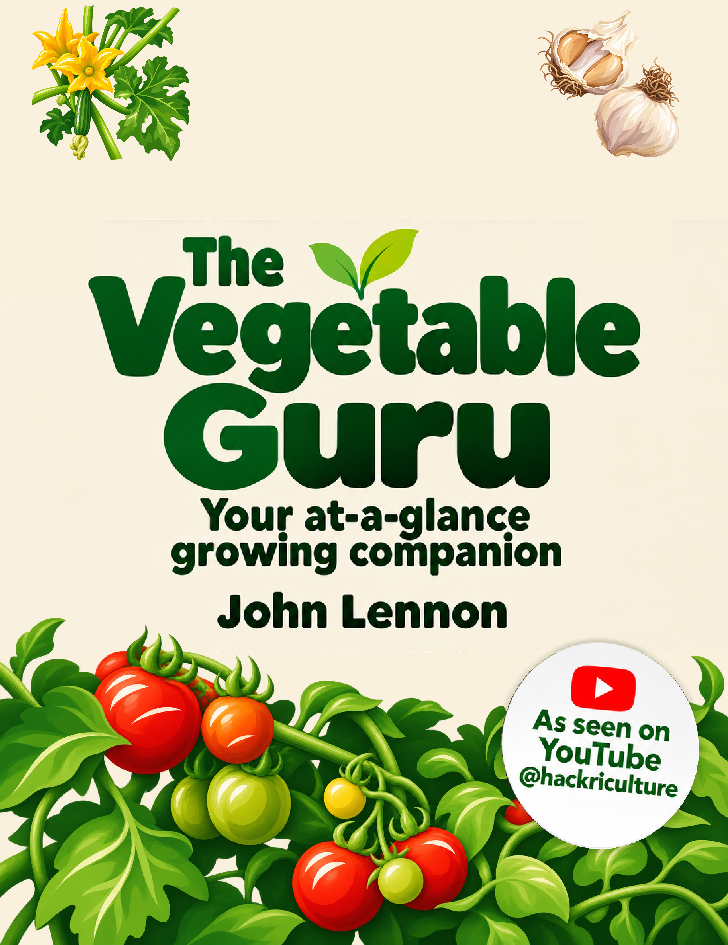 The
Vegetable
Guru
Your at-a-glance
growing companion
John Lennon
As seen on
YouTube
@hackriculture